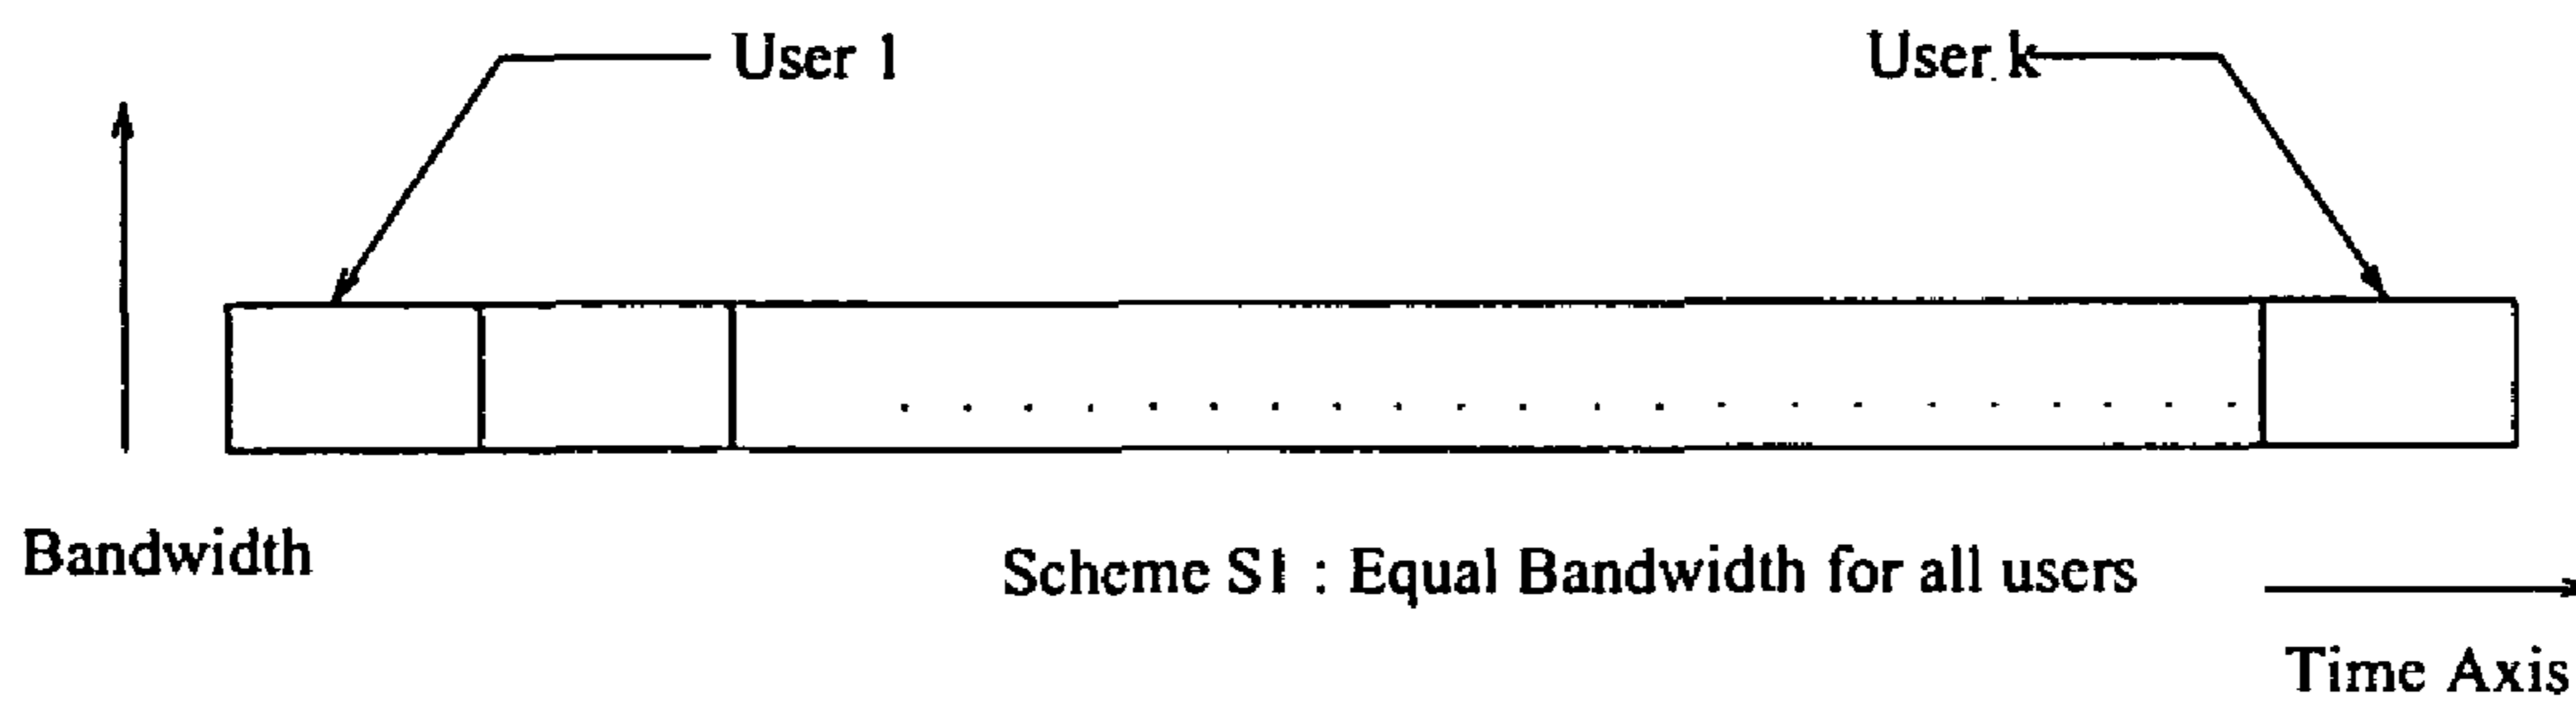 User 1
User k
Bandwidth
Scheme S1 : Equal Bandwidth for all users
Time Axis